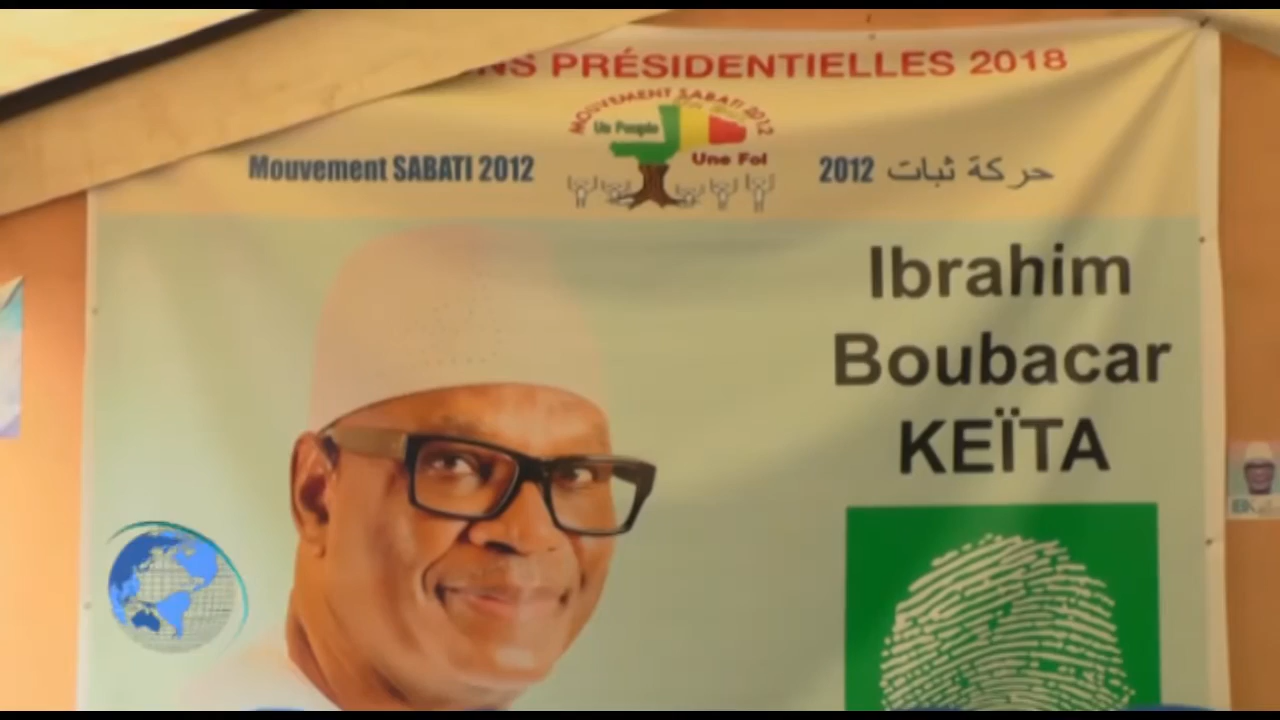 NS PRÉSIDENTIELLES 2018
MOUVEMENT SABATI 2012
Un Peuple
Une Foi
Mouvement SABATI 2012
2012 حركة ثبات
Ibrahim
Boubacar
KEÏTA